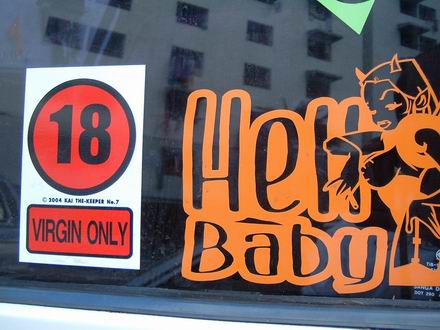 18
© 2004 KAI THE-KEEPER No.7
VIRGIN ONLY
Hell
Baby